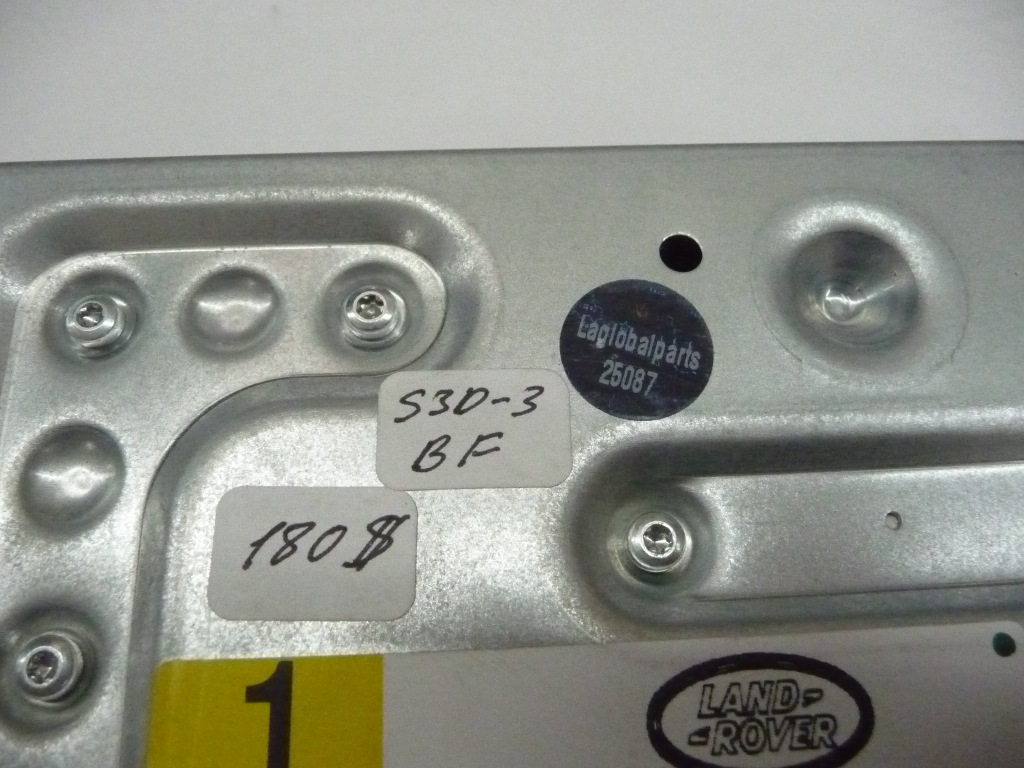 Laglobalparts
25087
S3D-3
BF
180$
1
LAND-
-ROVER